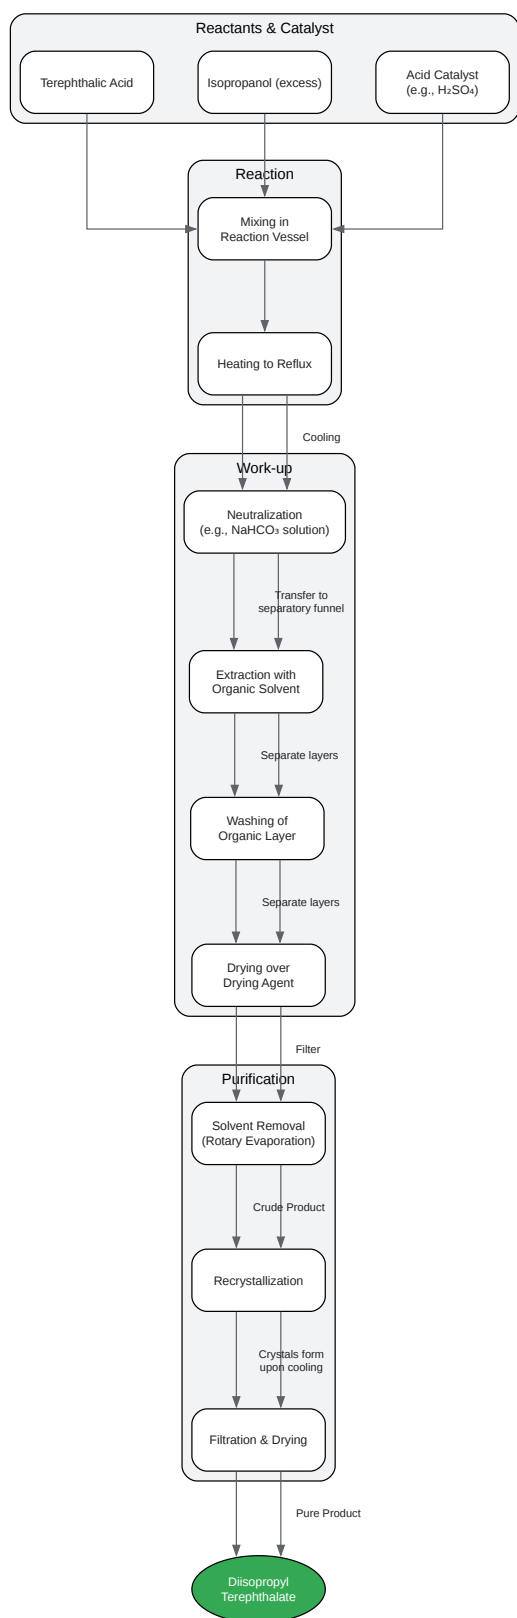 Reactants & Catalyst
Terephthalic Acid
Isopropanol (excess)
Acid Catalyst
(e.g., H₂SO₄)
Reaction
Mixing in
Reaction Vessel
Heating to Reflux
Cooling
Work-up
Neutralization
(e.g., NaHCO₃ solution)
Transfer to
separatory funnel
Extraction with
Organic Solvent
Separate layers
Washing of
Organic Layer
Separate layers
Drying over
Drying Agent
Filter
Purification
Solvent Removal
(Rotary Evaporation)
Crude Product
Recrystallization
Crystals form
upon cooling
Filtration & Drying
Pure Product
Diisopropyl
Terephthalate